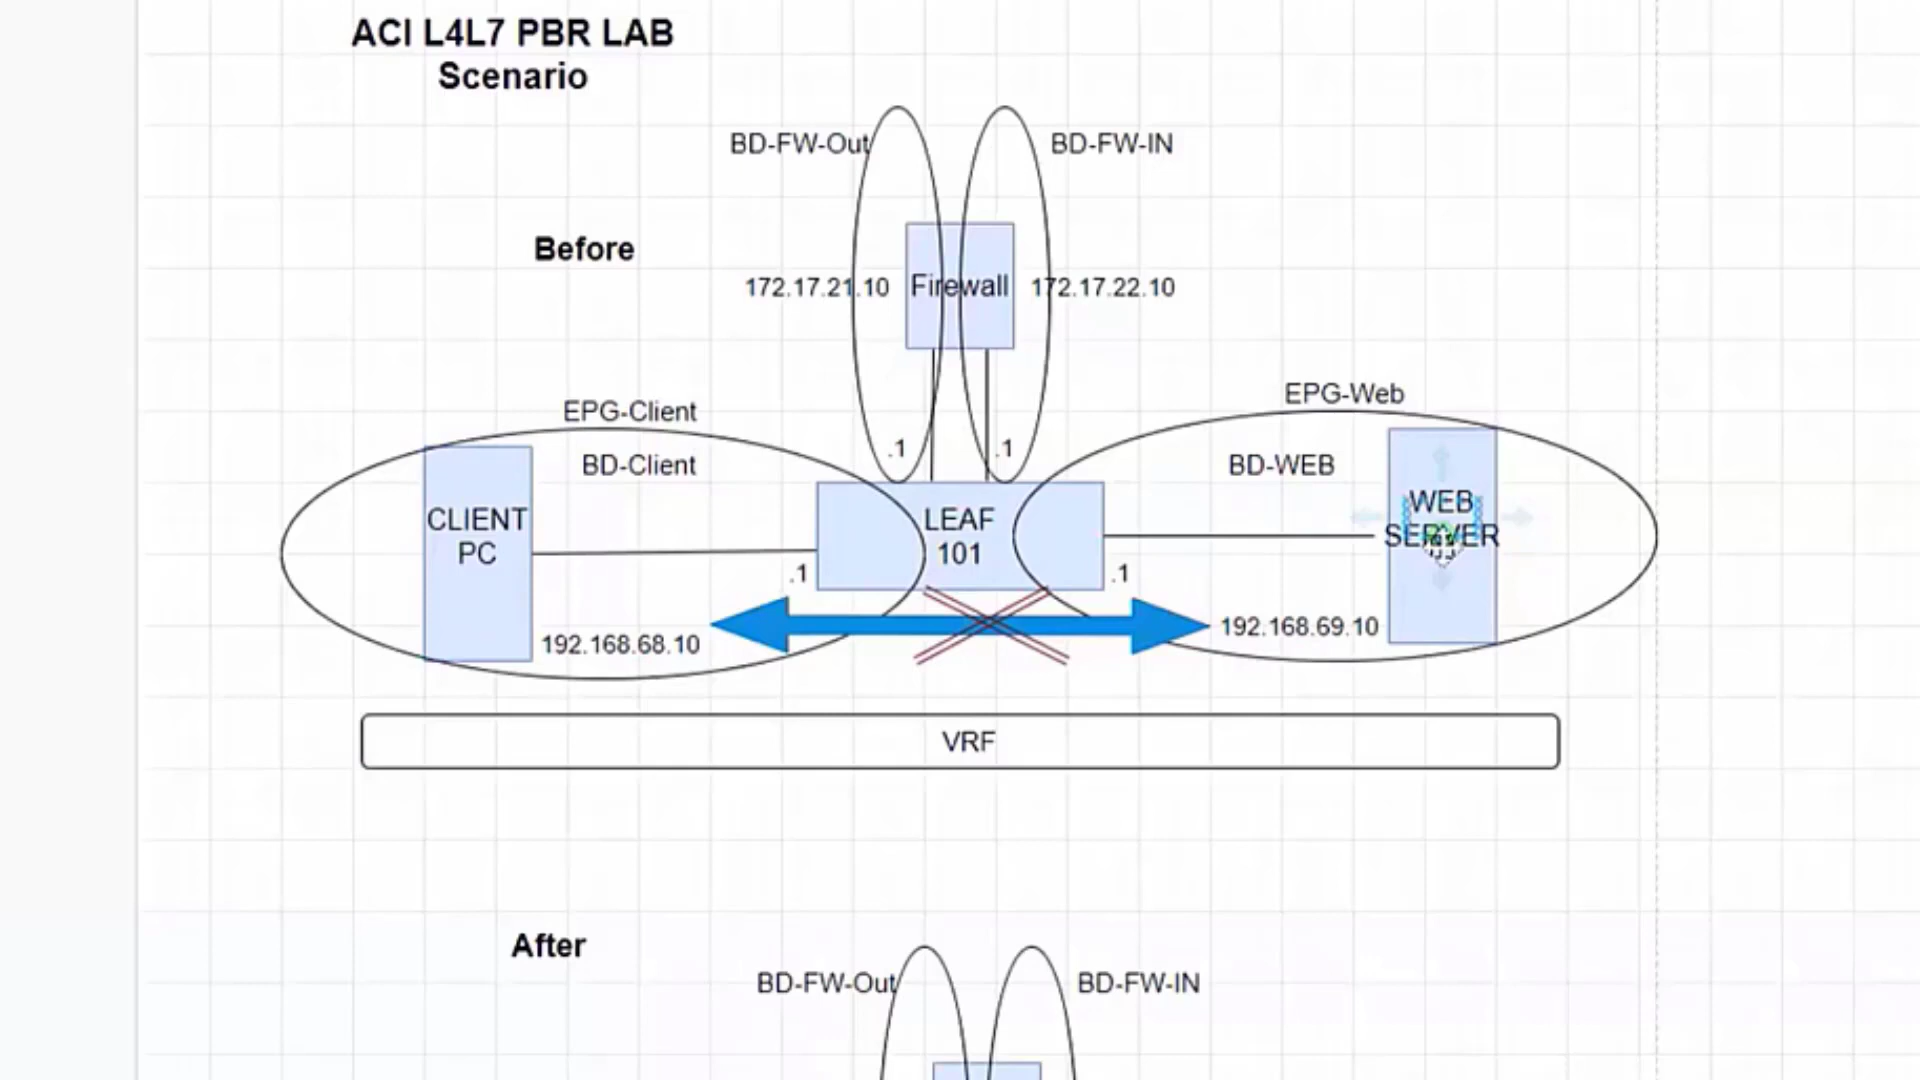 ACI L4L7 PBR LAB
Scenario
BD-FW-Out
BD-FW-IN
Before
172.17.21.10
Firewall
172.17.22.10
EPG-Client
EPG-Web
BD-Client
.1
.1
BD-WEB
CLIENT
PC
LEAF
101
WEB
SERVER
.1
.1
192.168.68.10
192.168.69.10
VRF
After
BD-FW-Out
BD-FW-IN